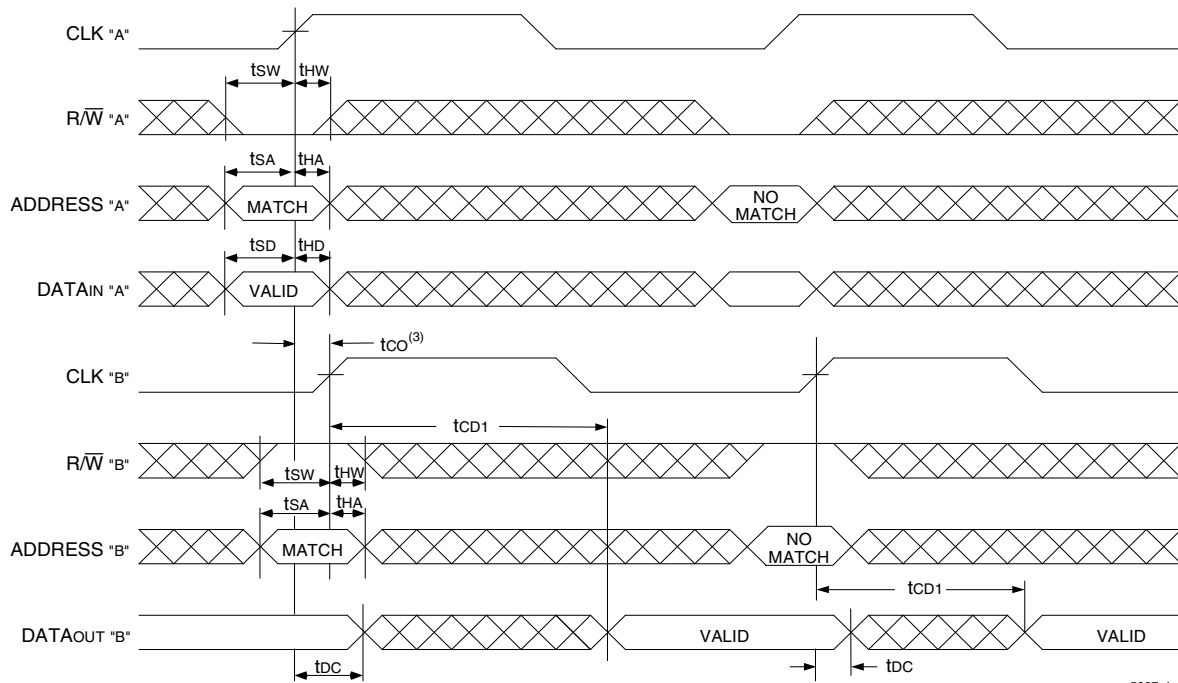 CLK "A"
tSW tHW
R/W "A"
tSA tHA
ADDRESS "A" MATCH NO MATCH
tSD tHD
DATAIN "A" VALID
tCO(3)
CLK "B"
tCD1
R/W "B"
tSW tHW
tSA tHA
ADDRESS "B" MATCH NO MATCH
tCD1
DATAOUT "B" VALID VALID
tDC tDC